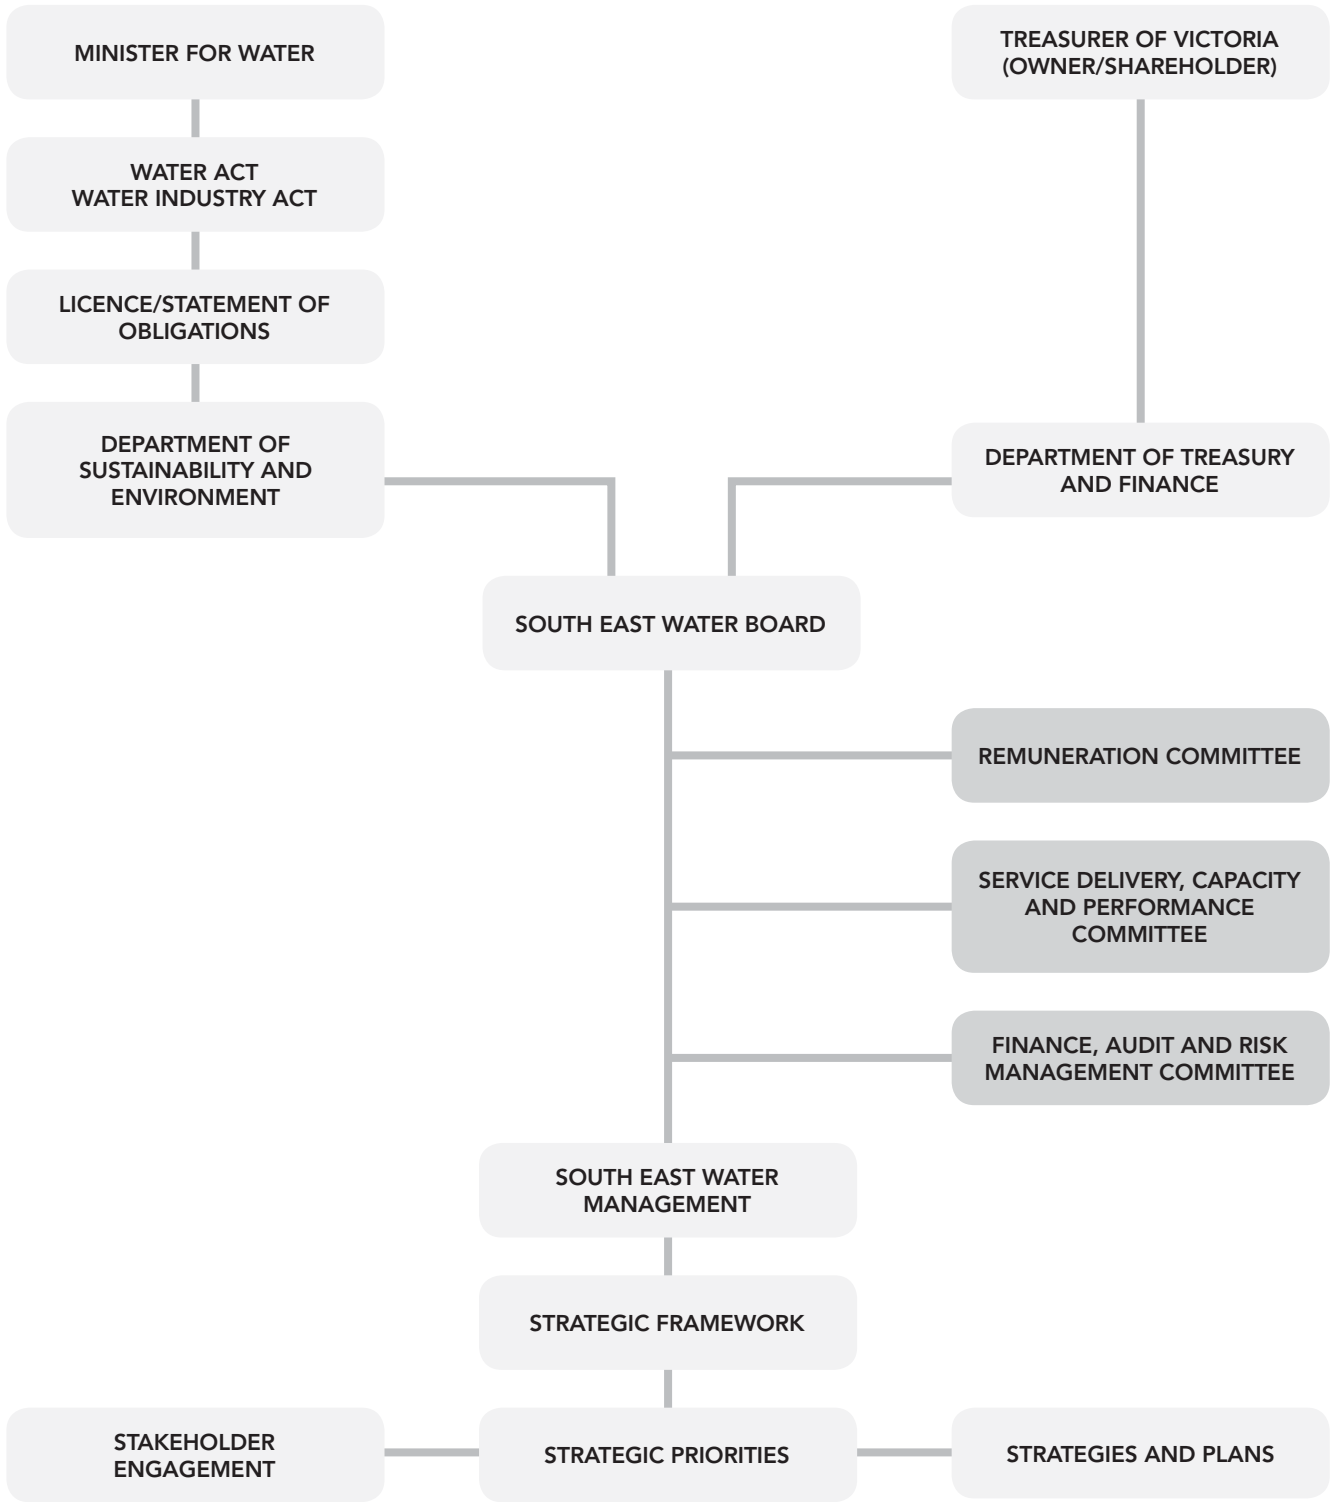 MINISTER FOR WATER
TREASURER OF VICTORIA
(OWNER/SHAREHOLDER)
WATER ACT
WATER INDUSTRY ACT
LICENCE/STATEMENT OF
OBLIGATIONS
DEPARTMENT OF
SUSTAINABILITY AND
ENVIRONMENT
DEPARTMENT OF TREASURY
AND FINANCE
SOUTH EAST WATER BOARD
REMUNERATION COMMITTEE
SERVICE DELIVERY, CAPACITY
AND PERFORMANCE
COMMITTEE
FINANCE, AUDIT AND RISK
MANAGEMENT COMMITTEE
SOUTH EAST WATER
MANAGEMENT
STRATEGIC FRAMEWORK
STAKEHOLDER
ENGAGEMENT
STRATEGIC PRIORITIES
STRATEGIES AND PLANS